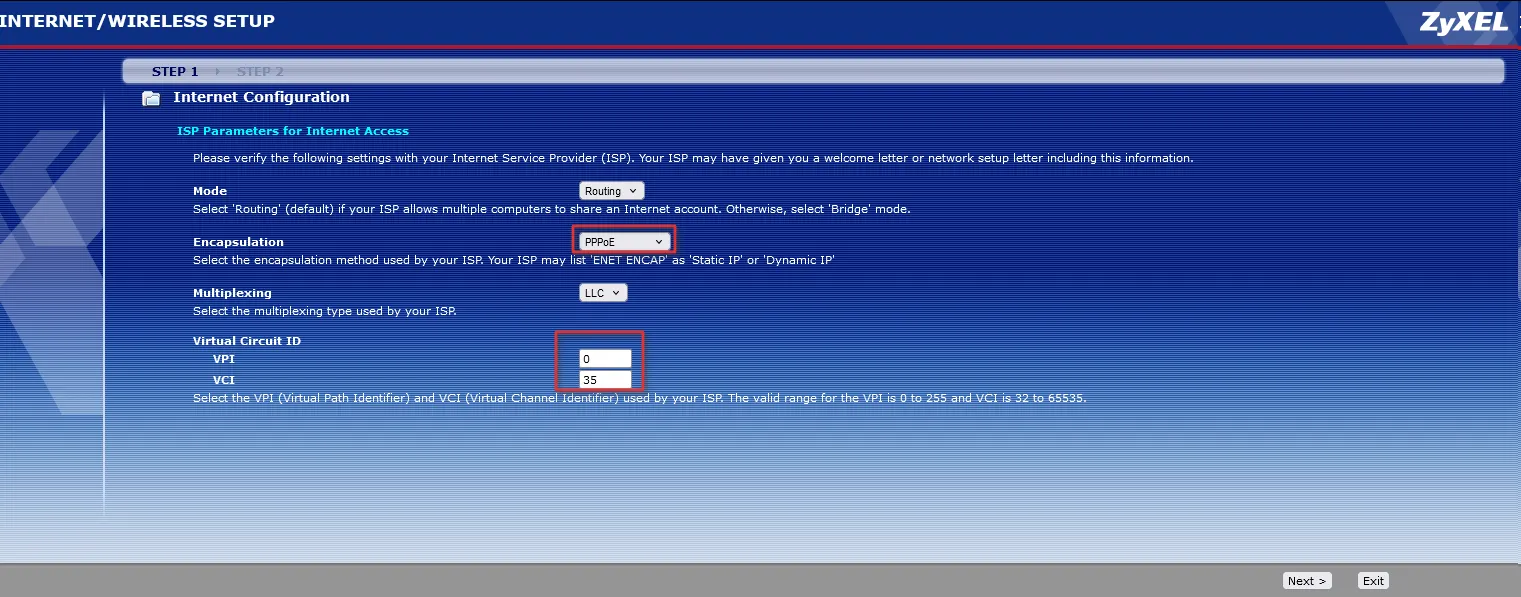 INTERNET/WIRELESS SETUP
ZyXEL
STEP 1 STEP 2
Internet Configuration
ISP Parameters for Internet Access
Please verify the following settings with your Internet Service Provider (ISP). Your ISP may have given you a welcome letter or network setup letter including this information.
Mode Routing
Select 'Routing' (default) if your ISP allows multiple computers to share an Internet account. Otherwise, select 'Bridge' mode.
Encapsulation PPPoE
Select the encapsulation method used by your ISP. Your ISP may list 'ENET ENCAP' as 'Static IP' or 'Dynamic IP'
Multiplexing LLC
Select the multiplexing type used by your ISP.
Virtual Circuit ID
VPI 0
VCI 35
Select the VPI (Virtual Path Identifier) and VCI (Virtual Channel Identifier) used by your ISP. The valid range for the VPI is 0 to 255 and VCI is 32 to 65535.
Next > Exit